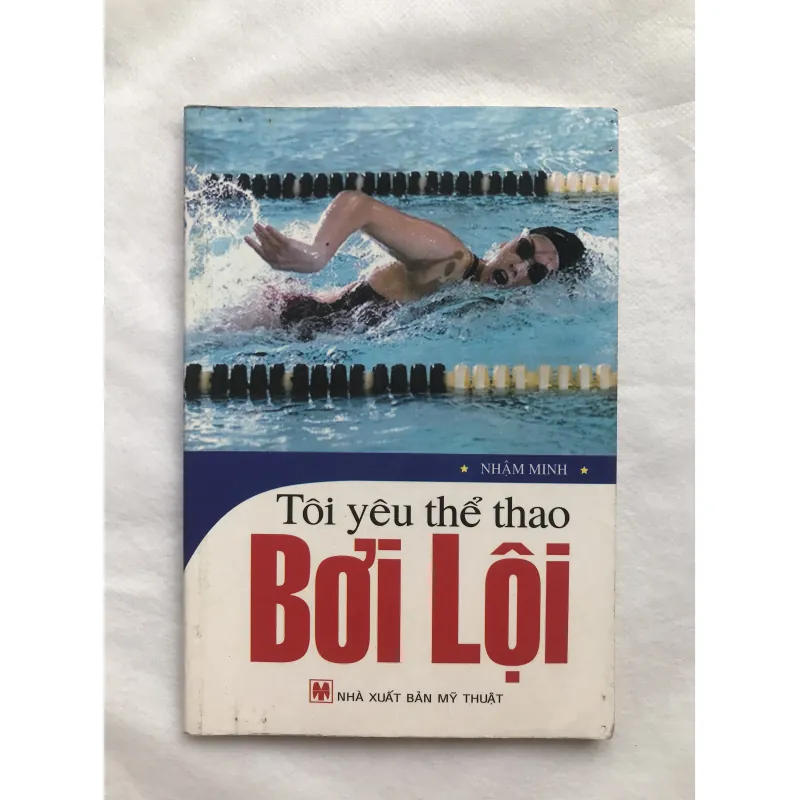 ★ NHẬM MINH ★
Tôi yêu thể thao
Bơi Lội
NHÀ XUẤT BẢN MỸ THUẬT